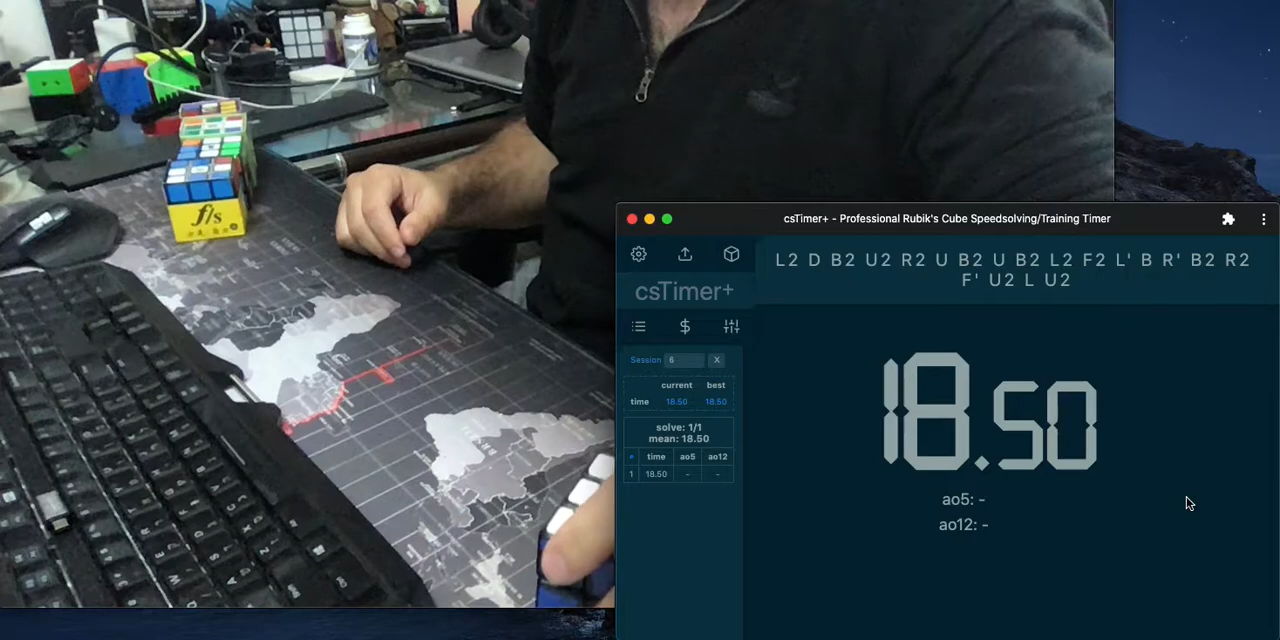 f/s
csTimer+ - Professional Rubik's Cube Speedsolving/Training Timer
L2 D B2 U2 R2 U B2 U B2 L2 F2 L' B R' B2 R2
F' U2 L U2
csTimer+
Session 6 X
current best
time 18.50 18.50
solve: 1/1
mean: 18.50
time ao5 ao12
1 18.50 - -
18.50
ao5: -
ao12: -